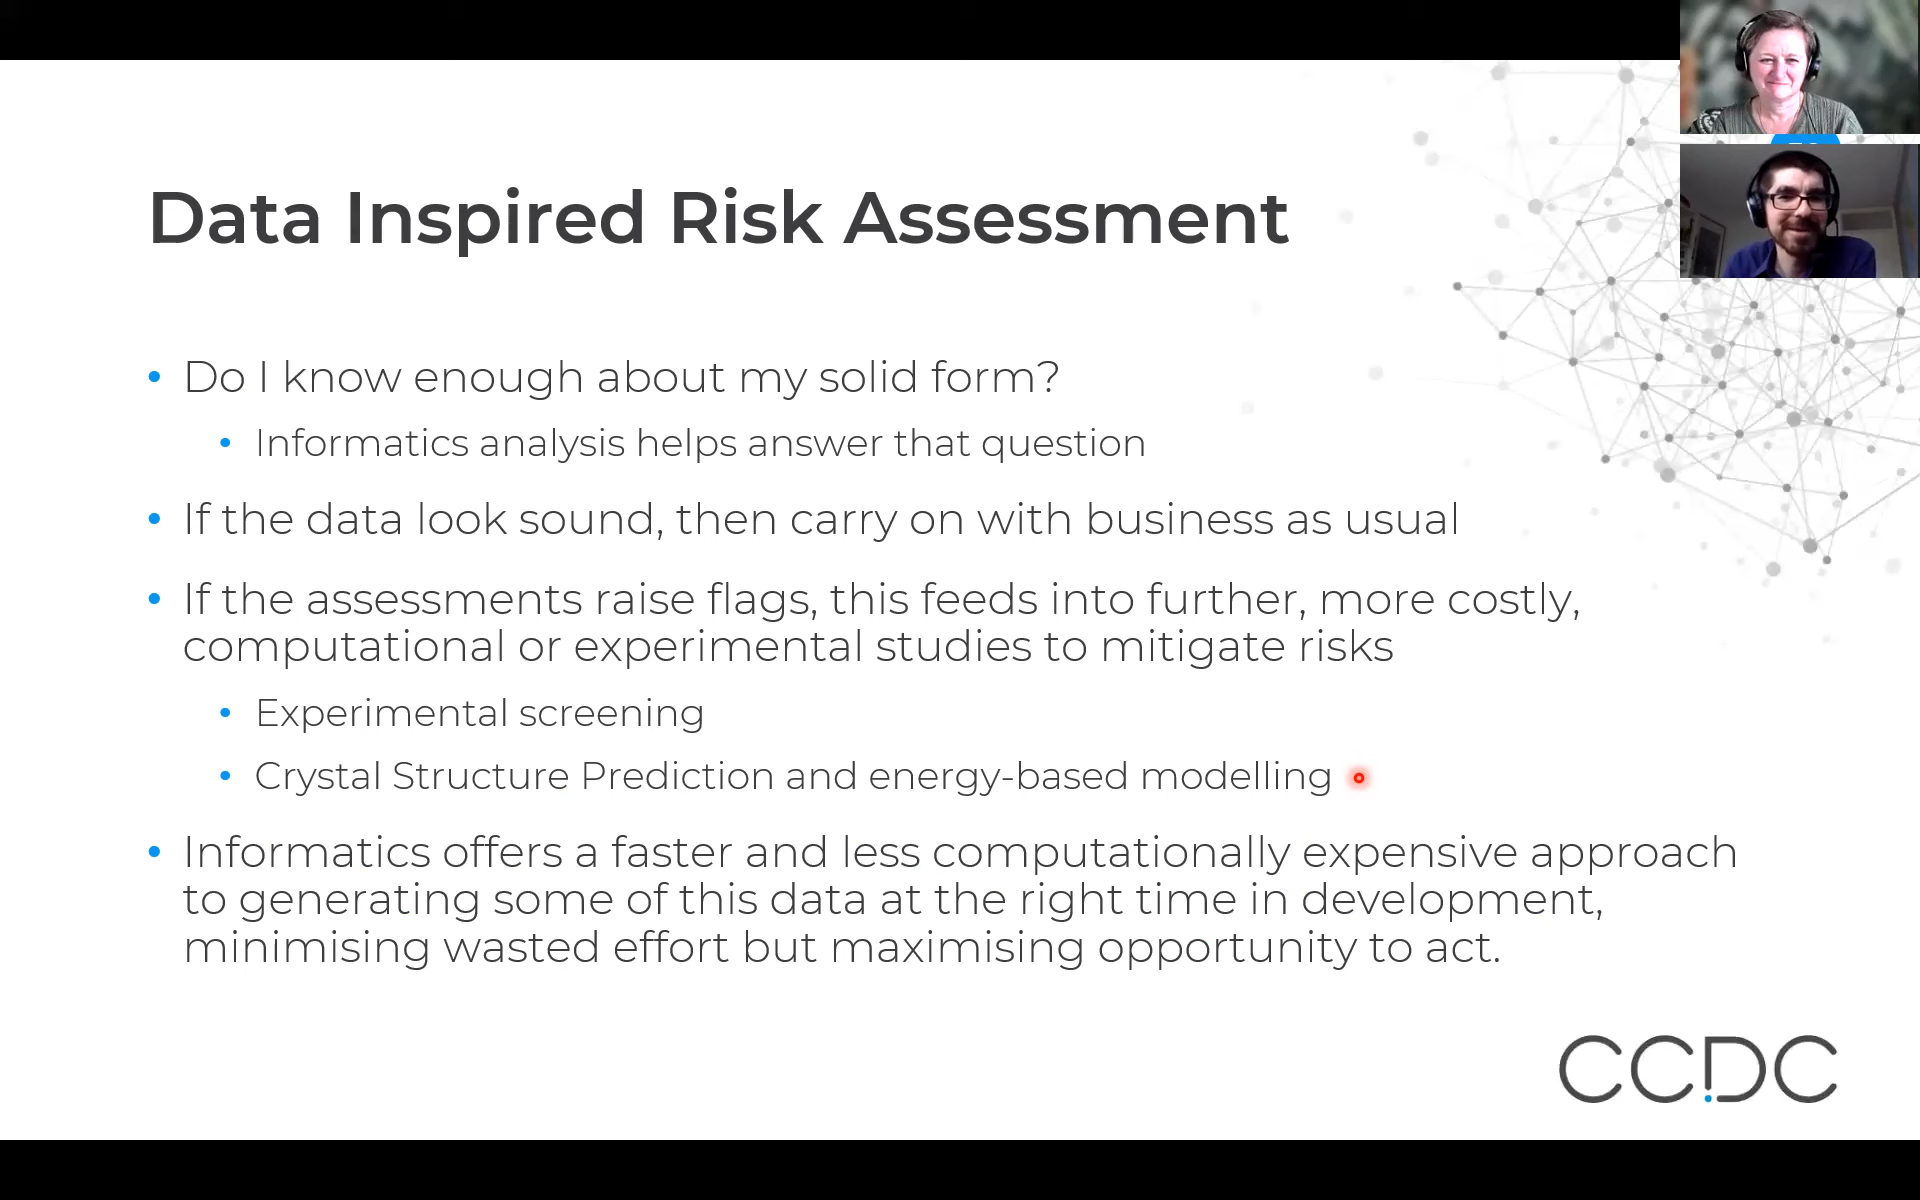 Data Inspired Risk Assessment
• Do I know enough about my solid form?
• Informatics analysis helps answer that question
• If the data look sound, then carry on with business as usual
• If the assessments raise flags, this feeds into further, more costly,
computational or experimental studies to mitigate risks
• Experimental screening
• Crystal Structure Prediction and energy-based modelling
• Informatics offers a faster and less computationally expensive approach
to generating some of this data at the right time in development,
minimising wasted effort but maximising opportunity to act.
CCDC